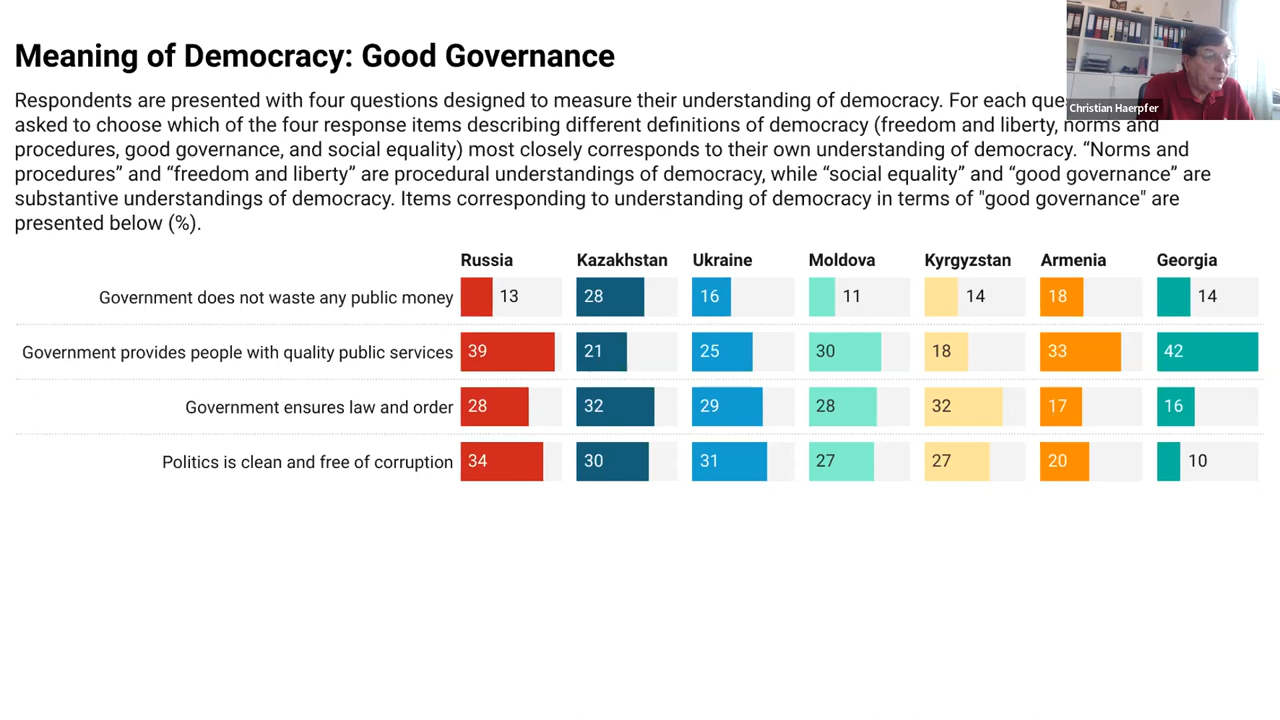 Meaning of Democracy: Good Governance
Respondents are presented with four questions designed to measure their understanding of democracy. For each
asked to choose which of the four response items describing different definitions of democracy (freedom and liberty, norms and
procedures, good governance, and social equality) most closely corresponds to their own understanding of democracy. “Norms and
procedures” and “freedom and liberty” are procedural understandings of democracy, while “social equality” and “good governance” are
substantive understandings of democracy. Items corresponding to understanding of democracy in terms of "good governance" are
presented below (%).
Christian Haerpfer
Russia Kazakhstan Ukraine Moldova Kyrgyzstan Armenia Georgia
Government does not waste any public money 13 28 16 11 14 18 14
Government provides people with quality public services 39 21 25 30 18 33 42
Government ensures law and order 28 32 29 28 32 17 16
Politics is clean and free of corruption 34 30 31 27 27 20 10